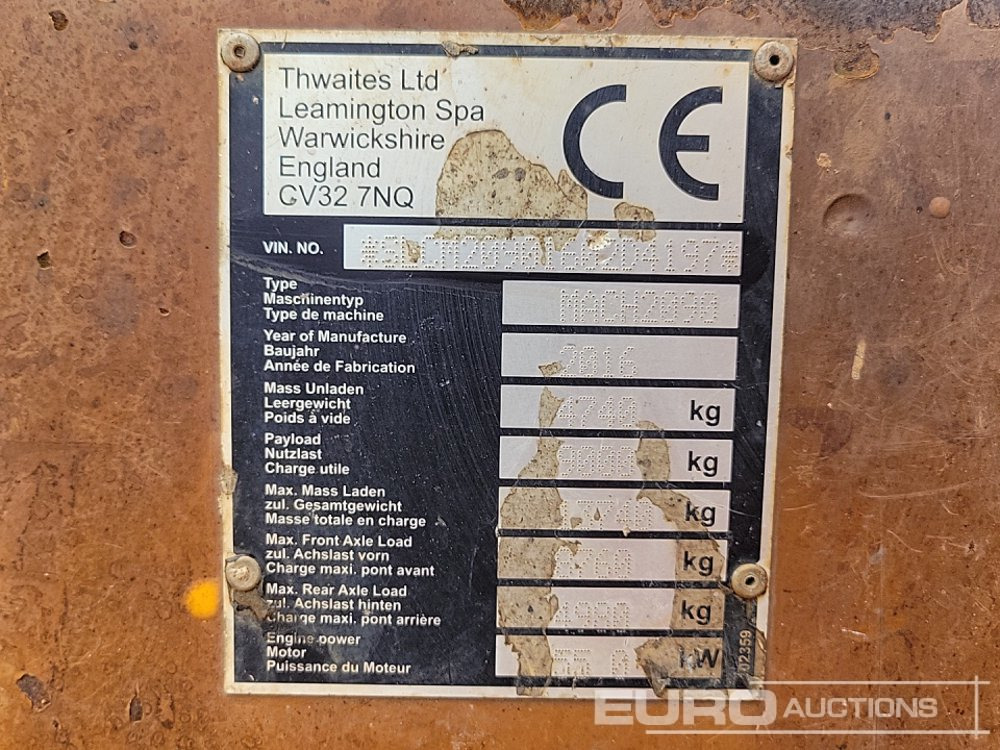 Thwaites Ltd
Leamington Spa
Warwickshire
England
CV32 7NQ
CE
VIN. NO.
Type
Maschinentyp
Type de machine
MACH2090
Year of Manufacture
Baujahr
Année de Fabrication
2016
Mass Unladen
Leergewicht
Poids à vide
4740 kg
Payload
Nutzlast
Charge utile
kg
Max. Mass Laden
zul. Gesamtgewicht
Masse totale en charge
kg
Max. Front Axle Load
zul. Achslast vorn
Charge maxi. pont avant
kg
Max. Rear Axle Load
zul. Achslast hinten
Charge maxi. pont arrière
kg
Engine power
Motor
Puissance du Moteur
kW
02359
EURO AUCTIONS